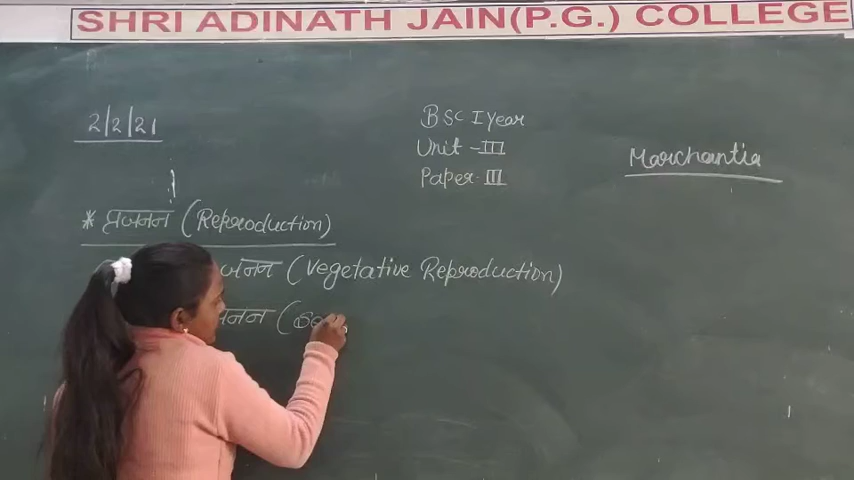 SHRI ADINATH JAIN(P.G.) COLLEGE
2/2/21
BSC I Year
Unit - III
Paper - III
Marchantia
* प्रजनन (Reproduction)
जनन (Vegetative Reproduction)
जनन (